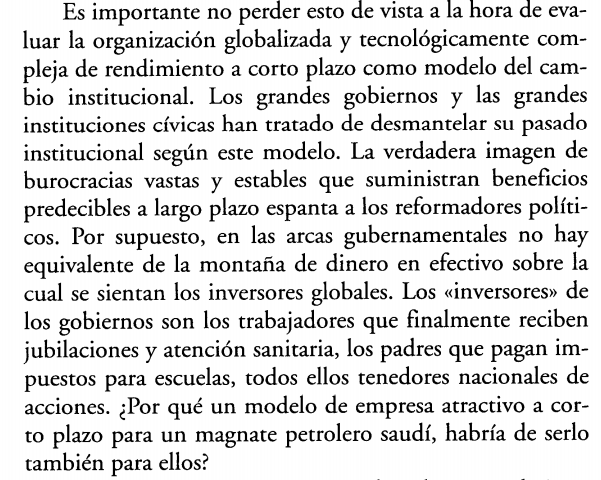 Es importante no perder esto de vista a la hora de eva-
luar la organización globalizada y tecnológicamente com-
pleja de rendimiento a corto plazo como modelo del cam-
bio institucional. Los grandes gobiernos y las grandes
instituciones cívicas han tratado de desmantelar su pasado
institucional según este modelo. La verdadera imagen de
burocracias vastas y estables que suministran beneficios
predecibles a largo plazo espanta a los reformadores políti-
cos. Por supuesto, en las arcas gubernamentales no hay
equivalente de la montaña de dinero en efectivo sobre la
cual se sientan los inversores globales. Los «inversores» de
los gobiernos son los trabajadores que finalmente reciben
jubilaciones y atención sanitaria, los padres que pagan im-
puestos para escuelas, todos ellos tenedores nacionales de
acciones. ¿Por qué un modelo de empresa atractivo a cor-
to plazo para un magnate petrolero saudí, habría de serlo
también para ellos?